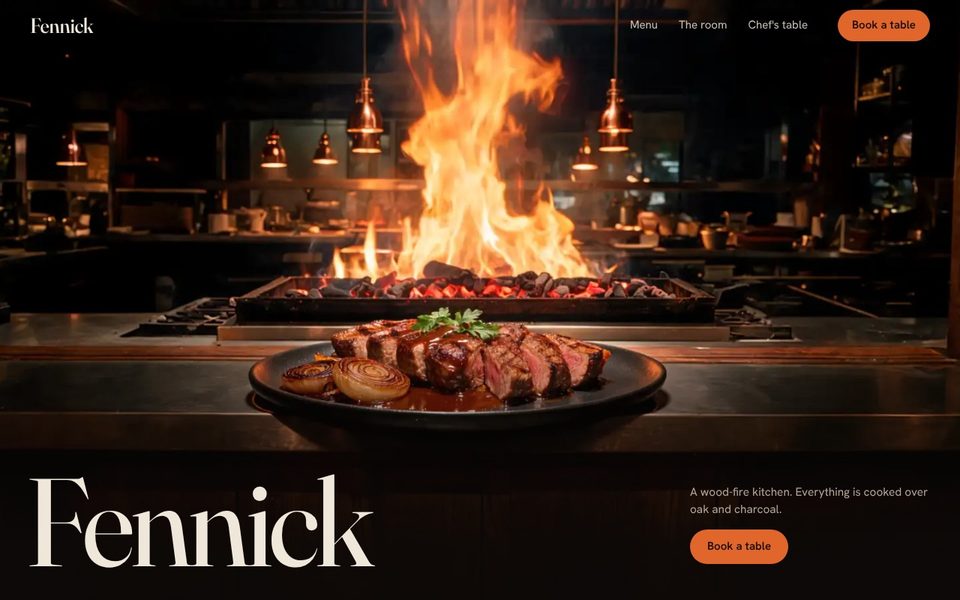 Fennick
Menu
The room
Chef's table
Book a table
Fennick
A wood-fire kitchen. Everything is cooked over
oak and charcoal.
Book a table